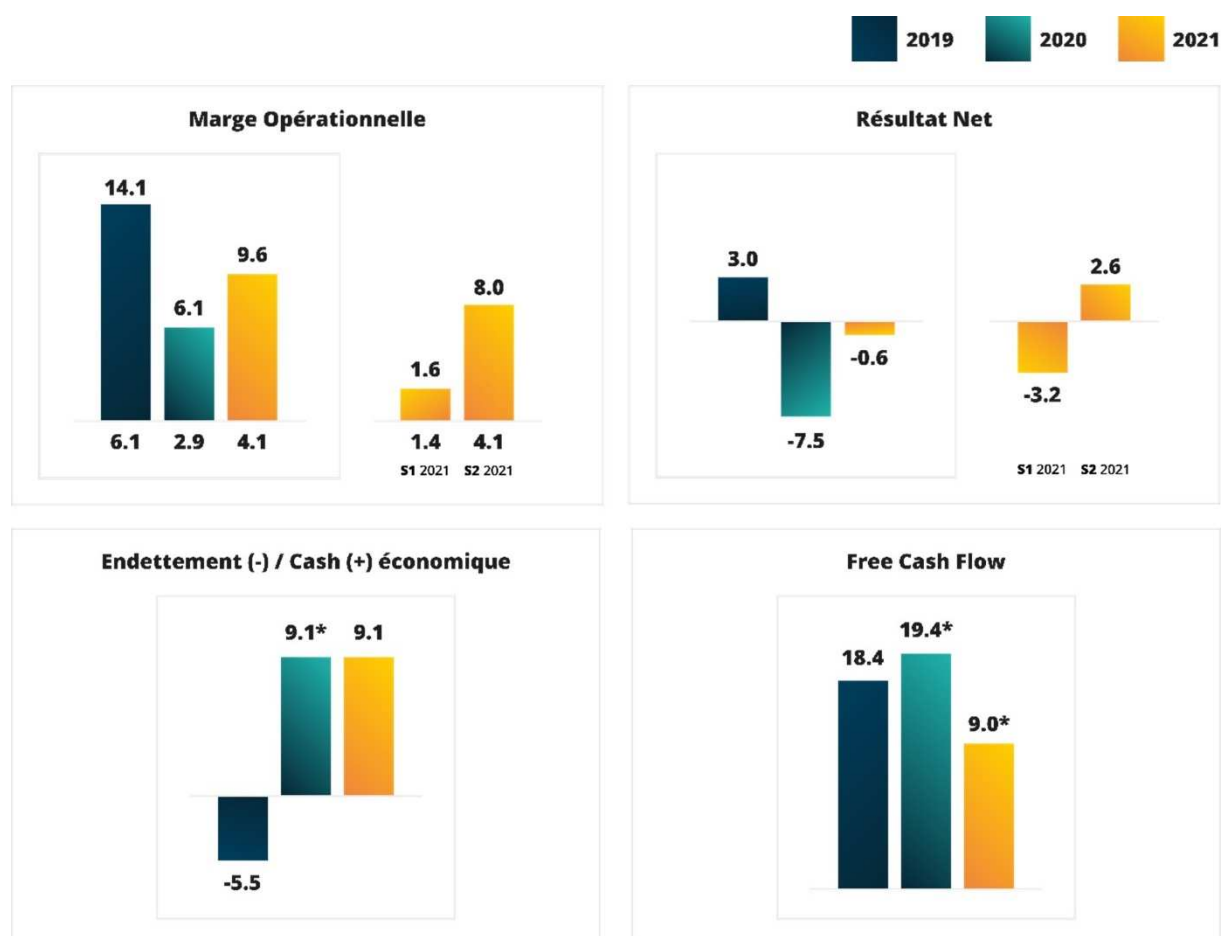 2019 2020 2021
Marge Opérationnelle
14.1
6.1
9.6
1.6
8.0
6.1 2.9 4.1
1.4 4.1
S1 2021 S2 2021
Résultat Net
3.0
-7.5
-0.6
-3.2
2.6
S1 2021 S2 2021
Endettement (-) / Cash (+) économique
-5.5
9.1* 9.1
Free Cash Flow
18.4
19.4*
9.0*